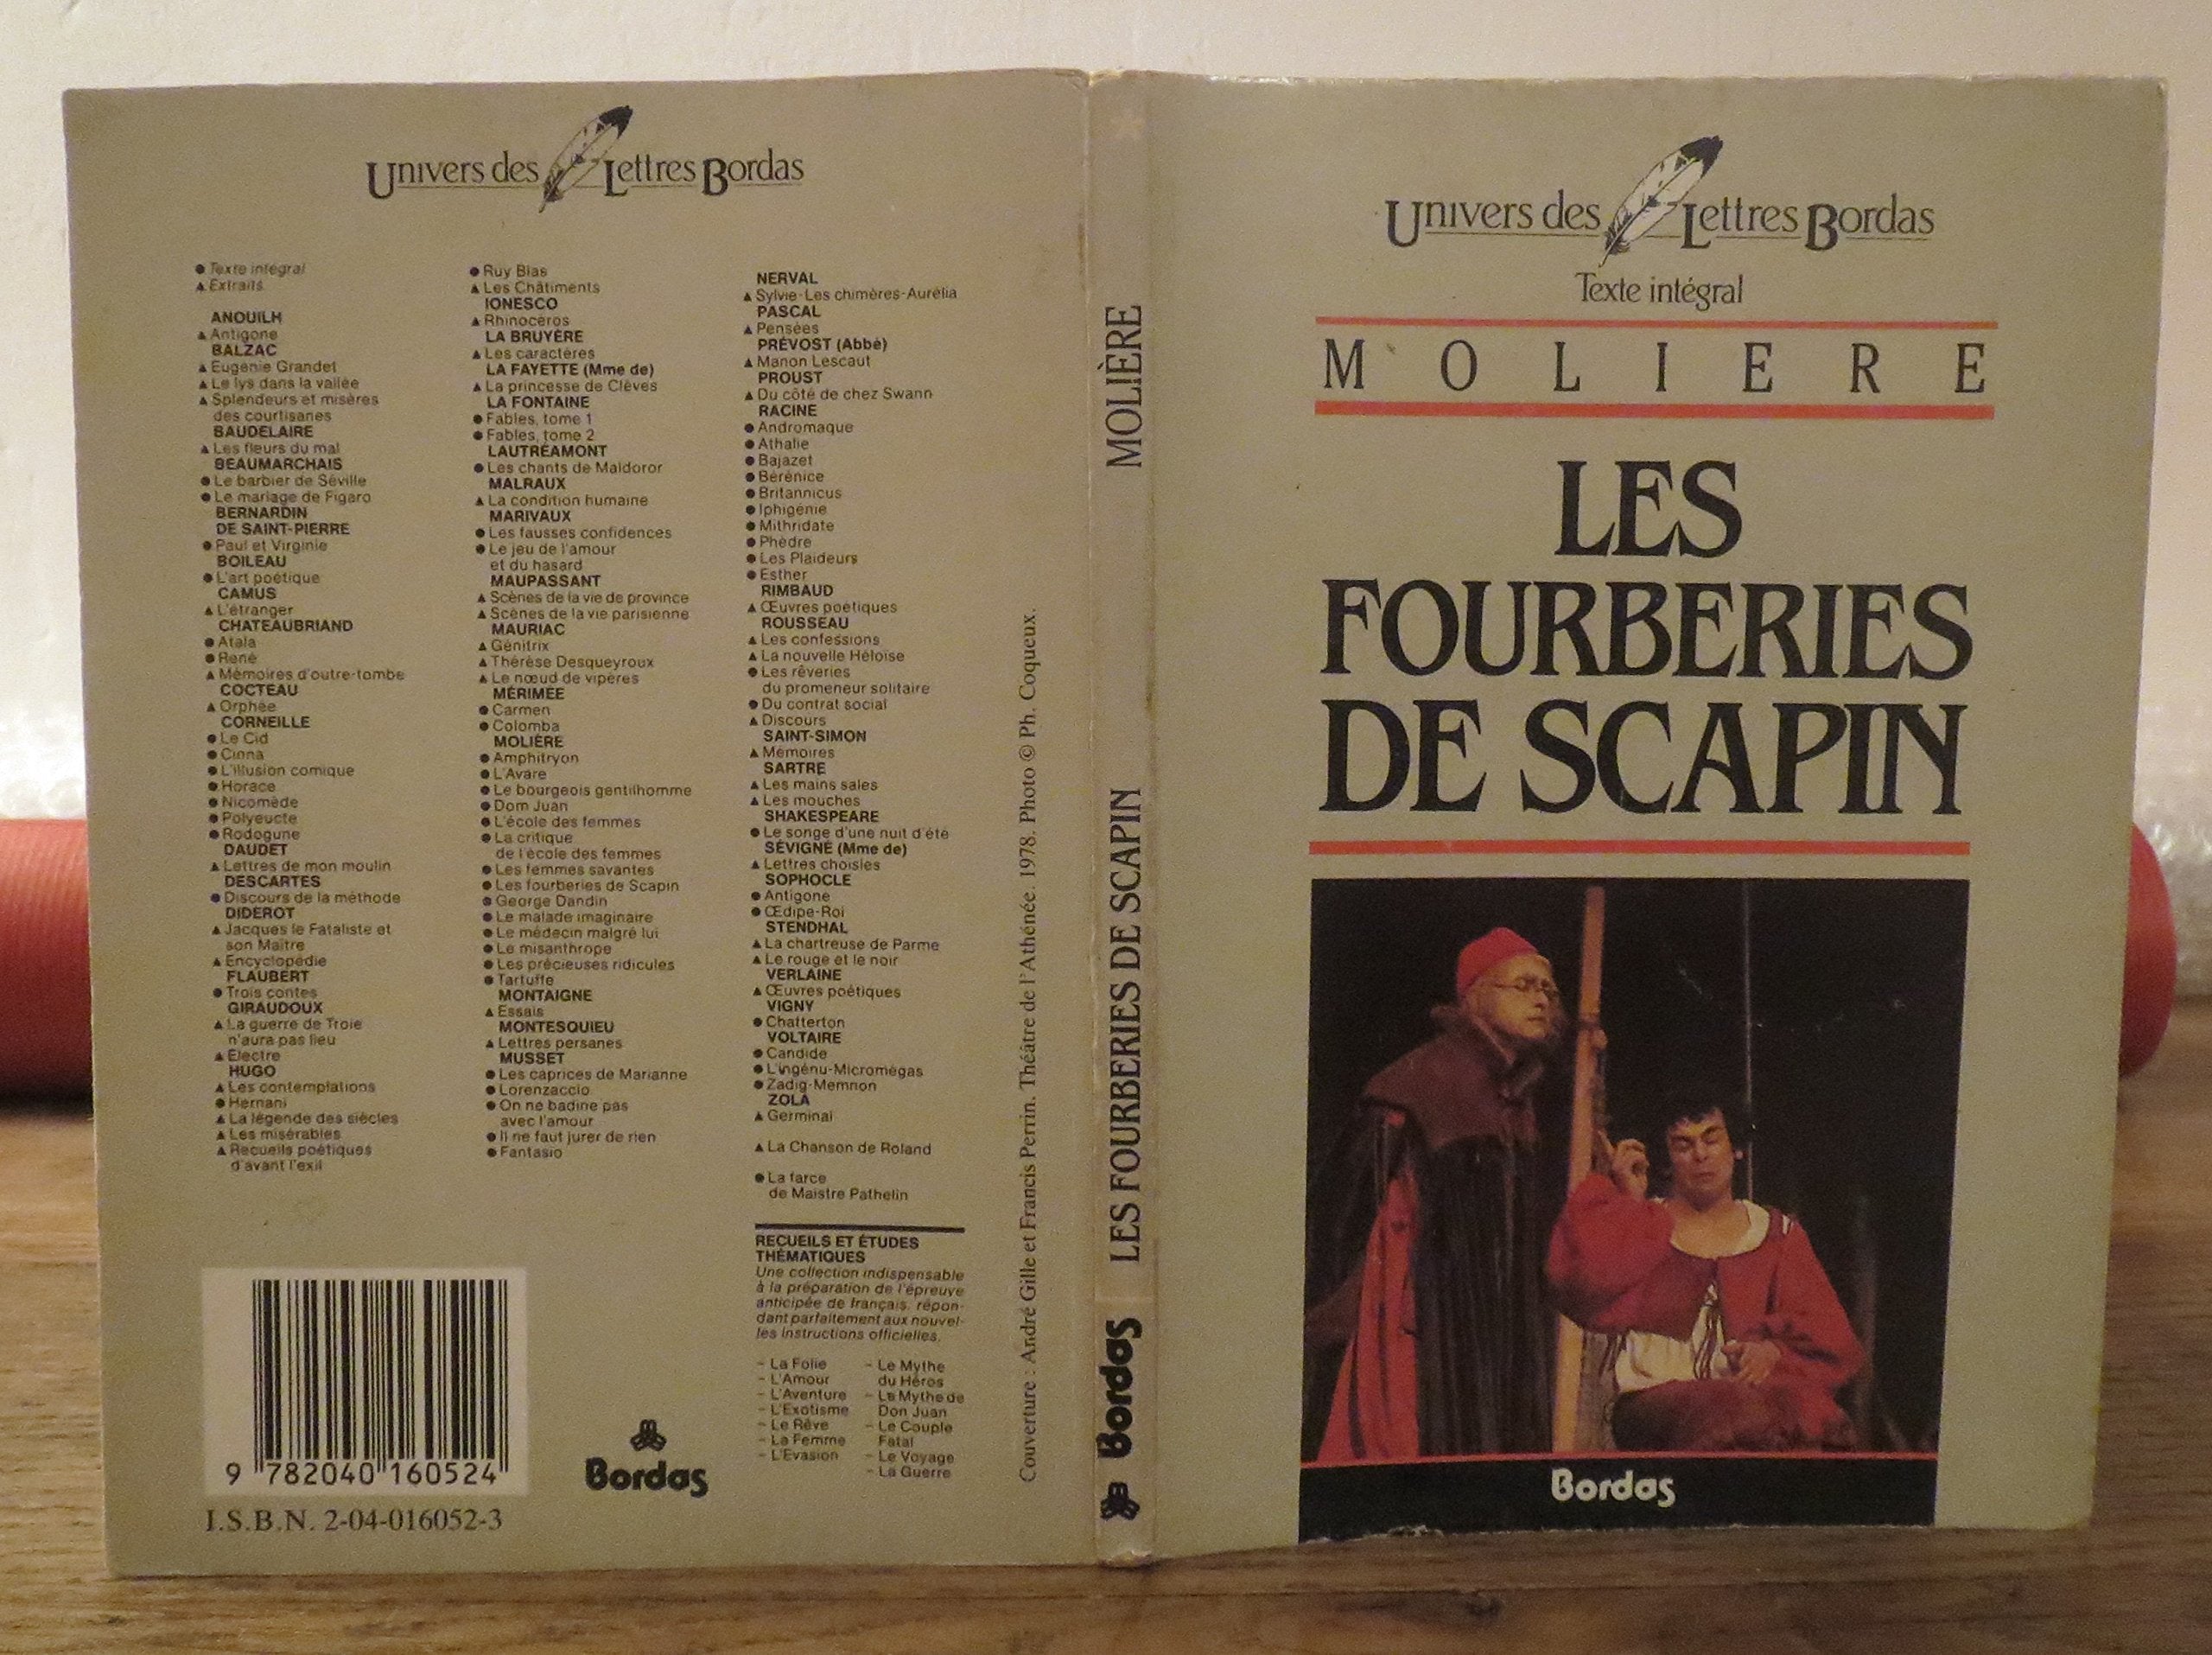 Univers des Lettres Bordas
● Texte intégral
▲ Extraits
ANOUILH
▲ Antigone
BALZAC
▲ Eugénie Grandet
▲ Le lys dans la vallée
▲ Splendeurs et misères
des courtisanes
BAUDELAIRE
▲ Les fleurs du mal
BEAUMARCHAIS
● Le barbier de Séville
● Le mariage de Figaro
BERNARDIN
DE SAINT-PIERRE
● Paul et Virginie
BOILEAU
● L'art poétique
CAMUS
▲ L'étranger
CHATEAUBRIAND
● Atala
● René
▲ Mémoires d'outre-tombe
COCTEAU
▲ Orphée
CORNEILLE
● Le Cid
● Cinna
● L'illusion comique
● Horace
● Nicomède
● Polyeucte
● Rodogune
DAUDET
▲ Lettres de mon moulin
DESCARTES
● Discours de la méthode
DIDEROT
▲ Jacques le Fataliste et
son Maître
▲ Encyclopédie
FLAUBERT
● Trois contes
GIRAUDOUX
▲ La guerre de Troie
n'aura pas lieu
▲ Électre
HUGO
▲ Les contemplations
● Hernani
▲ La légende des siècles
▲ Les misérables
▲ Recueils poétiques
d'avant l'exil
● Ruy Blas
▲ Les Châtiments
IONESCO
▲ Rhinocéros
LA BRUYÈRE
▲ Les caractères
LA FAYETTE (Mme de)
▲ La princesse de Clèves
LA FONTAINE
● Fables, tome 1
● Fables, tome 2
LAUTRÉAMONT
● Les chants de Maldoror
MALRAUX
▲ La condition humaine
MARIVAUX
● Les fausses confidences
● Le jeu de l'amour
et du hasard
MAUPASSANT
▲ Scènes de la vie de province
▲ Scènes de la vie parisienne
MAURIAC
▲ Génitrix
▲ Thérèse Desqueyroux
▲ Le nœud de vipères
MÉRIMÉE
● Carmen
● Colomba
MOLIÈRE
● Amphitryon
● L'Avare
● Le bourgeois gentilhomme
● Dom Juan
● L'école des femmes
● La critique
de l'école des femmes
● Les femmes savantes
● Les fourberies de Scapin
● George Dandin
● Le malade imaginaire
● Le médecin malgré lui
● Le misanthrope
● Les précieuses ridicules
● Tartuffe
MONTAIGNE
▲ Essais
MONTESQUIEU
▲ Lettres persanes
MUSSET
● Les caprices de Marianne
● Lorenzaccio
● On ne badine pas
avec l'amour
● Il ne faut jurer de rien
● Fantasio
NERVAL
▲ Sylvie-Les chimères-Aurélia
PASCAL
▲ Pensées
PRÉVOST (Abbé)
▲ Manon Lescaut
PROUST
▲ Du côté de chez Swann
RACINE
● Andromaque
● Athalie
● Bajazet
● Bérénice
● Britannicus
● Iphigénie
● Mithridate
● Phèdre
● Les Plaideurs
● Esther
RIMBAUD
▲ Œuvres poétiques
ROUSSEAU
▲ Les confessions
▲ La nouvelle Héloïse
● Les rêveries
du promeneur solitaire
● Du contrat social
▲ Discours
SAINT-SIMON
▲ Mémoires
SARTRE
▲ Les mains sales
▲ Les mouches
SHAKESPEARE
● Le songe d'une nuit d'été
SÉVIGNÉ (Mme de)
▲ Lettres choisies
SOPHOCLE
● Antigone
● Œdipe-Roi
STENDHAL
▲ La chartreuse de Parme
▲ Le rouge et le noir
VERLAINE
▲ Œuvres poétiques
VIGNY
● Chatterton
VOLTAIRE
● Candide
● L'ingénu-Micromégas
● Zadig-Memnon
ZOLA
▲ Germinal
▲ La Chanson de Roland
● La farce
de Maistre Pathelin
RECUEILS ET ÉTUDES
THÉMATIQUES
Une collection indispensable
à la préparation de l'épreuve
anticipée de français, répon-
dant parfaitement aux nouvel-
les instructions officielles.
– La Folie
– L'Amour
– L'Aventure
– L'Exotisme
– Le Rêve
– La Femme
– L'Évasion
– Le Mythe
du Héros
– Le Mythe de
Don Juan
– Le Couple
Fatal
– Le Voyage
– La Guerre
9 782040 160524
I.S.B.N. 2-04-016052-3
Bordas
Couverture : André Gille et Francis Perrin. Théâtre de l'Athénée. 1978. Photo © Ph. Coqueux.
MOLIÈRE
LES FOURBERIES DE SCAPIN
Bordas
Univers des Lettres Bordas
Texte intégral
MOLIERE
LES
FOURBERIES
DE SCAPIN
Bordas